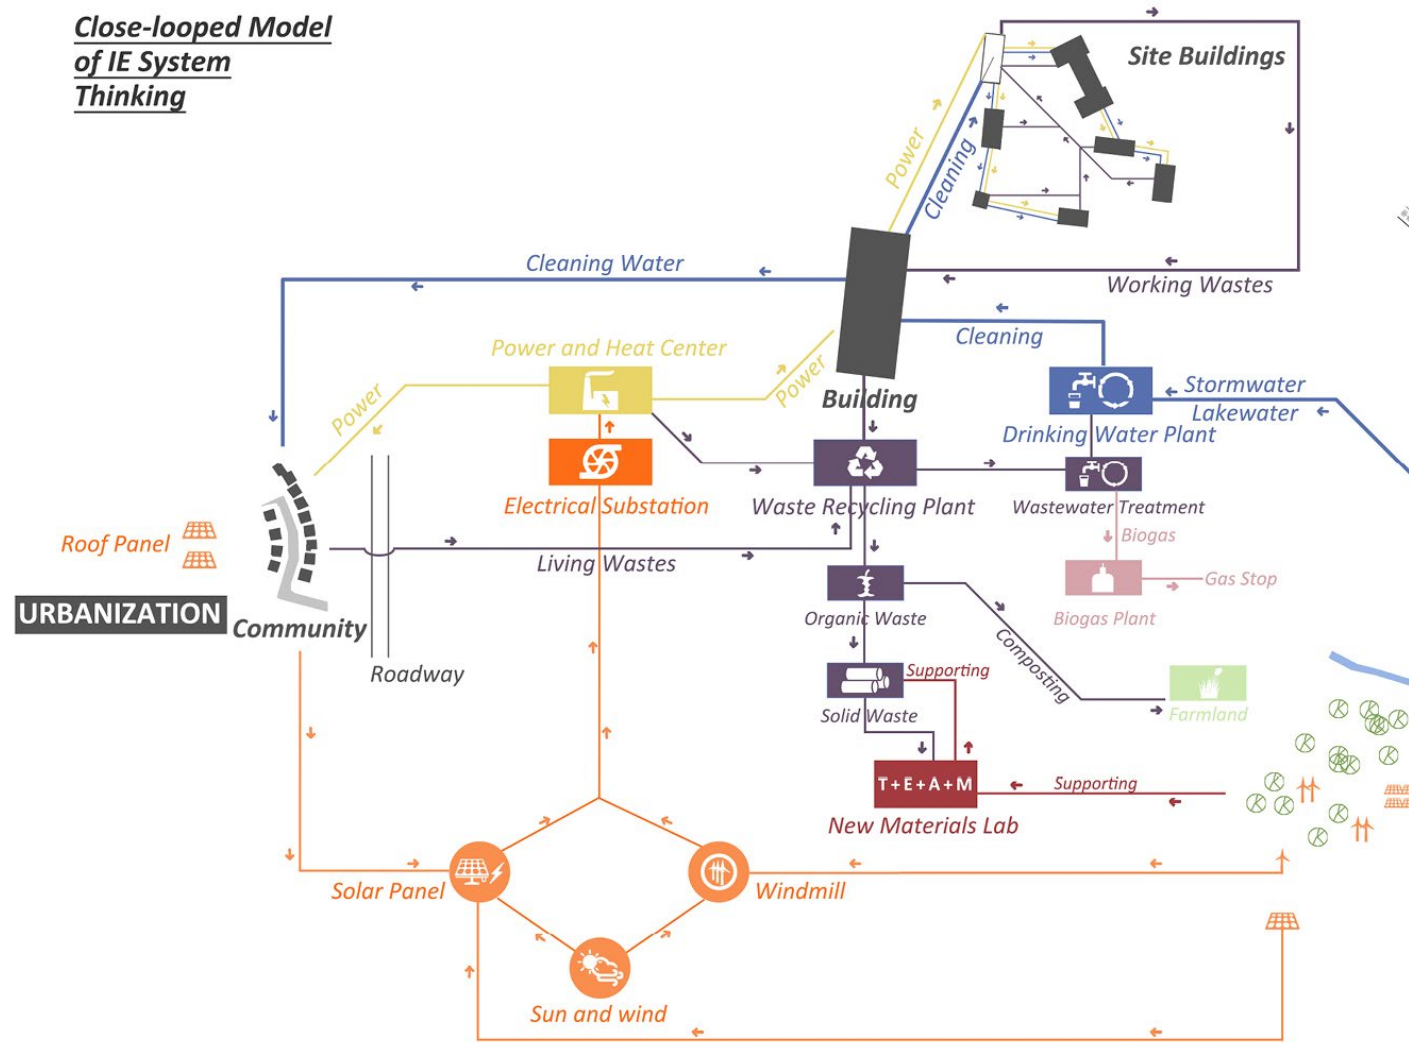 Close-looped Model
of IE System
Thinking
Site Buildings
Power
Cleaning
Cleaning Water
Working Wastes
Cleaning
Power and Heat Center
Power
Power
Building
Stormwater
Lakewater
Drinking Water Plant
Electrical Substation
Waste Recycling Plant
Wastewater Treatment
Biogas
Roof Panel
Living Wastes
Gas Stop
URBANIZATION
Community
Organic Waste
Biogas Plant
Composting
Roadway
Supporting
Solid Waste
Farmland
T+E+A+M
Supporting
New Materials Lab
Solar Panel
Windmill
Sun and wind